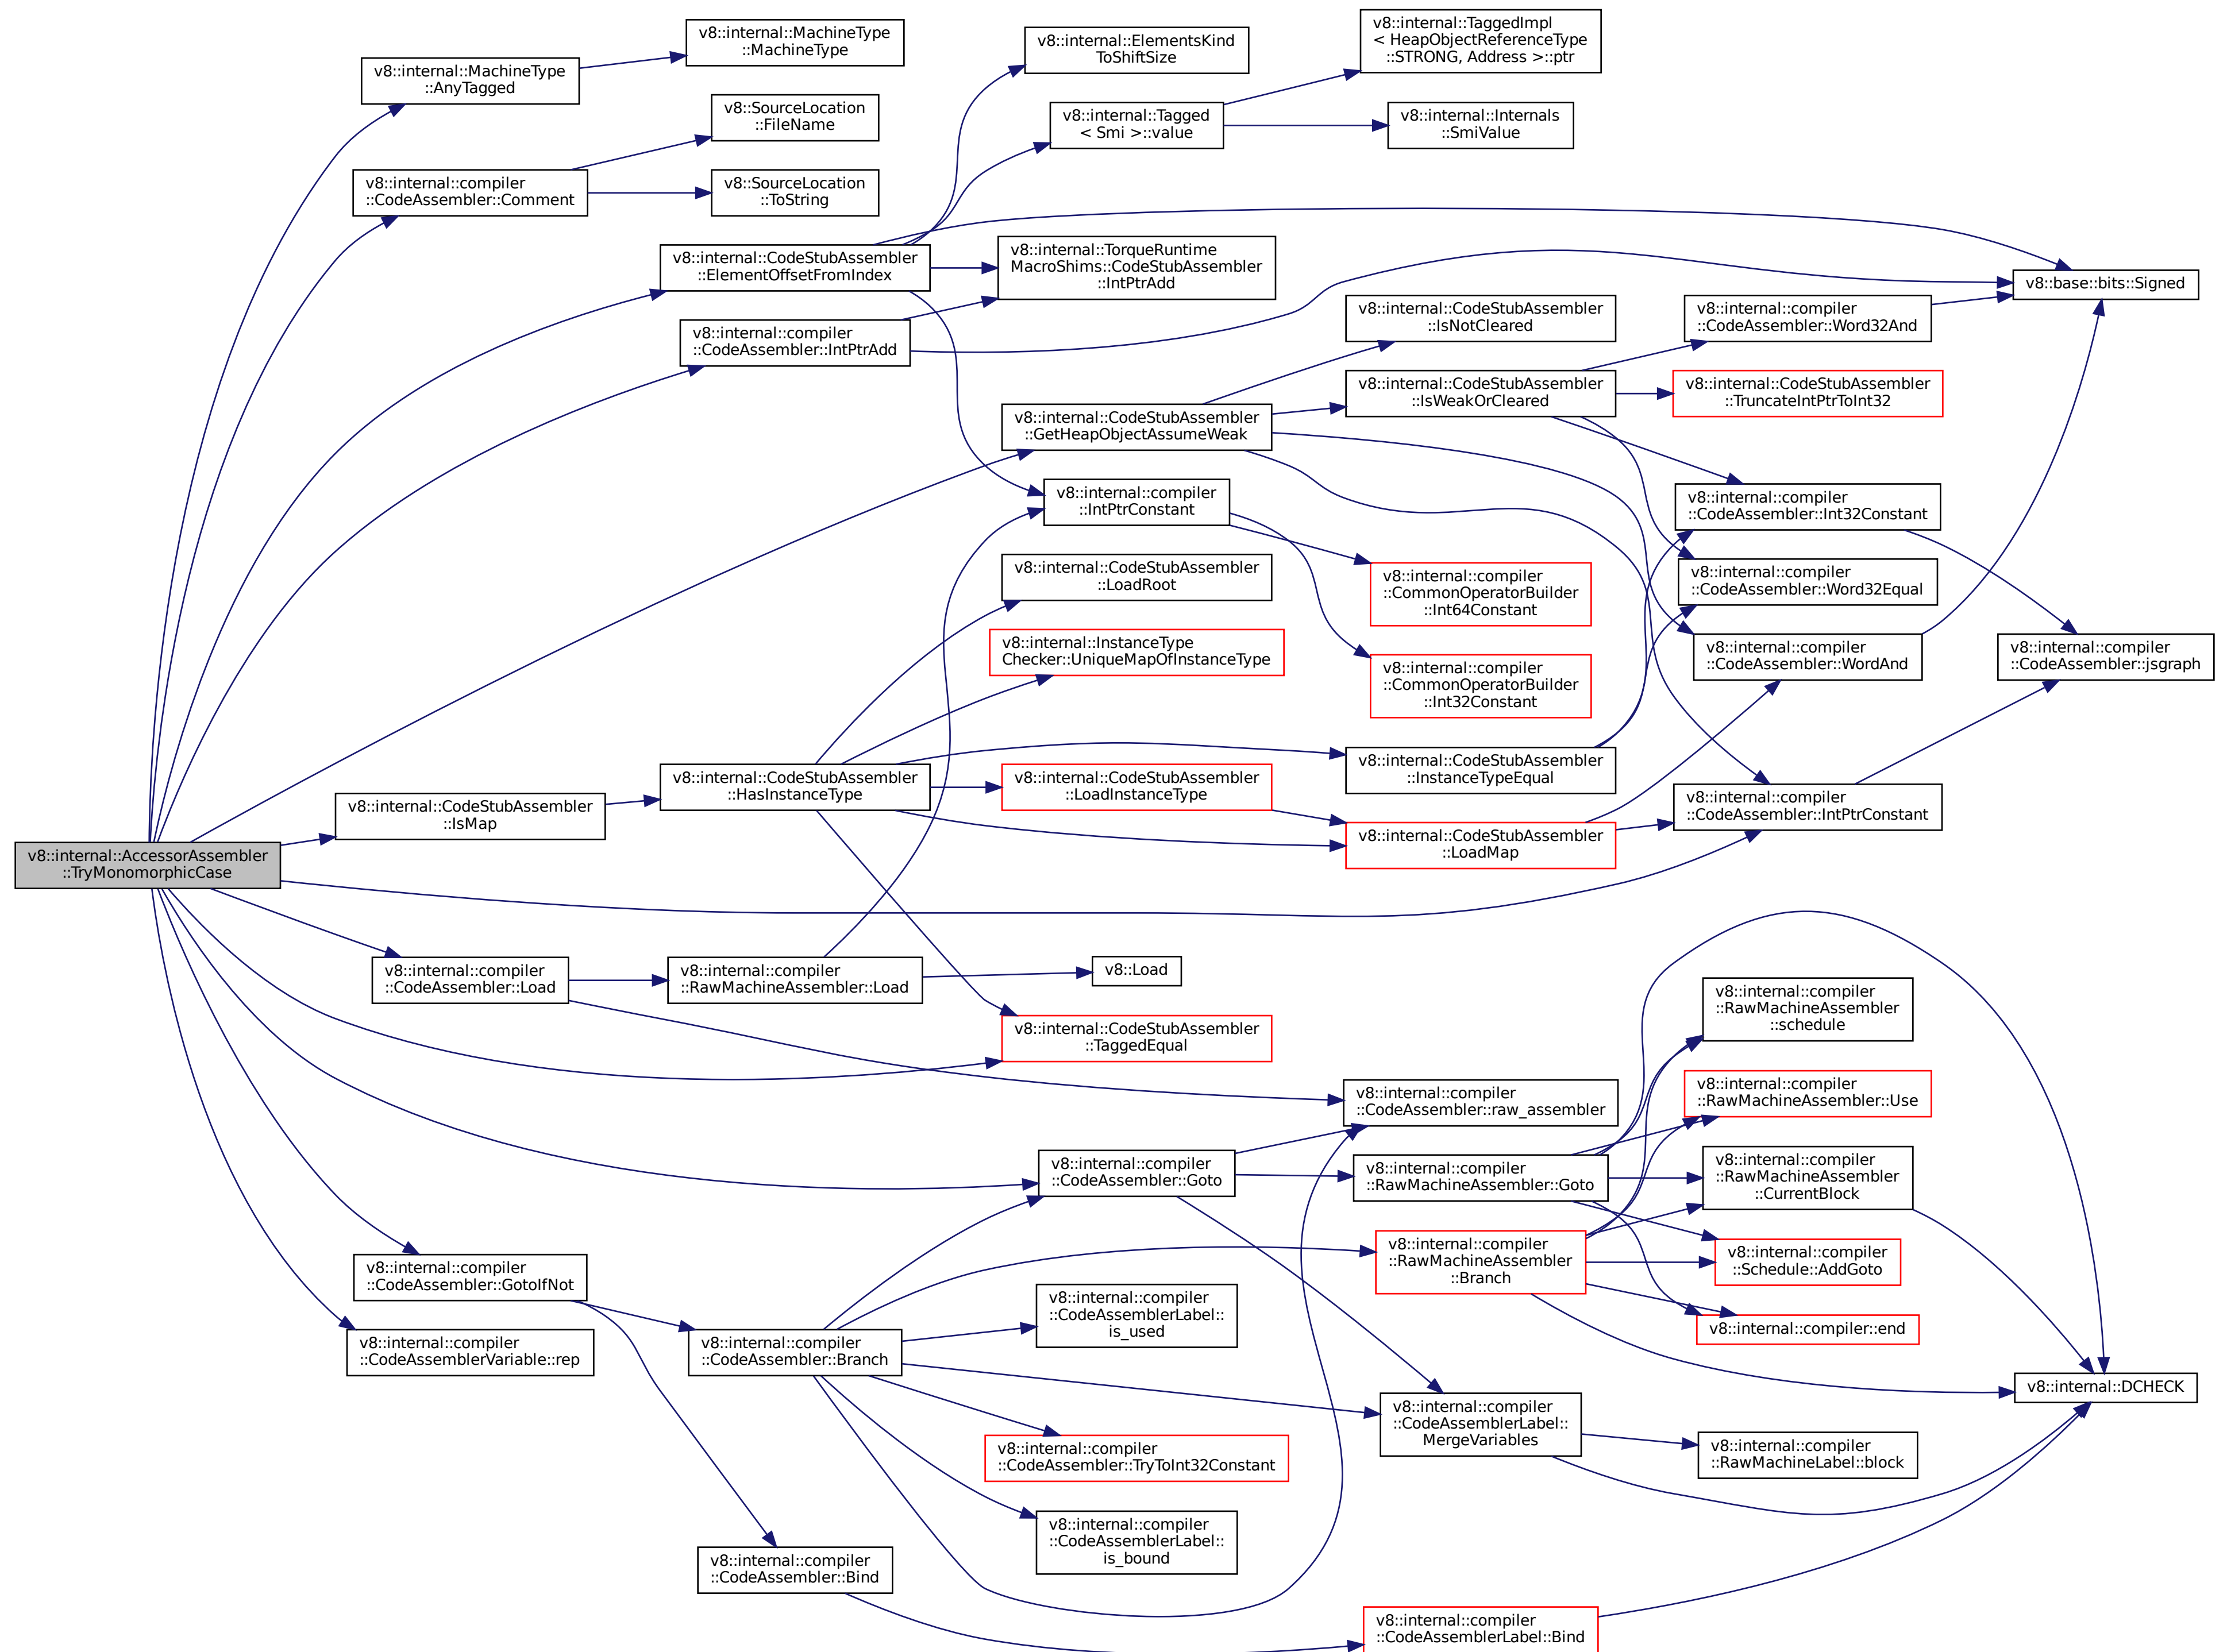 v8::internal::AccessorAssembler
::TryMonomorphicCase
v8::internal::MachineType
::AnyTagged
v8::internal::MachineType
::MachineType
v8::internal::compiler
::CodeAssembler::Comment
v8::SourceLocation
::FileName
v8::SourceLocation
::ToString
v8::internal::CodeStubAssembler
::ElementOffsetFromIndex
v8::internal::ElementsKind
ToShiftSize
v8::internal::Tagged
< Smi >::value
v8::internal::TaggedImpl
< HeapObjectReferenceType
::STRONG, Address >::ptr
v8::internal::Internals
::SmiValue
v8::internal::TorqueRuntime
MacroShims::CodeStubAssembler
::IntPtrAdd
v8::base::bits::Signed
v8::internal::compiler
::CodeAssembler::IntPtrAdd
v8::internal::CodeStubAssembler
::GetHeapObjectAssumeWeak
v8::internal::CodeStubAssembler
::IsNotCleared
v8::internal::CodeStubAssembler
::IsWeakOrCleared
v8::internal::compiler
::CodeAssembler::Word32And
v8::internal::CodeStubAssembler
::TruncateIntPtrToInt32
v8::internal::compiler
::CodeAssembler::Int32Constant
v8::internal::compiler
::CodeAssembler::Word32Equal
v8::internal::compiler
::CodeAssembler::WordAnd
v8::internal::compiler
::CodeAssembler::jsgraph
v8::internal::compiler
::IntPtrConstant
v8::internal::compiler
::CommonOperatorBuilder
::Int64Constant
v8::internal::compiler
::CommonOperatorBuilder
::Int32Constant
v8::internal::CodeStubAssembler
::LoadRoot
v8::internal::InstanceType
Checker::UniqueMapOfInstanceType
v8::internal::CodeStubAssembler
::IsMap
v8::internal::CodeStubAssembler
::HasInstanceType
v8::internal::CodeStubAssembler
::LoadInstanceType
v8::internal::CodeStubAssembler
::InstanceTypeEqual
v8::internal::CodeStubAssembler
::LoadMap
v8::internal::compiler
::CodeAssembler::IntPtrConstant
v8::internal::compiler
::CodeAssembler::Load
v8::internal::compiler
::RawMachineAssembler::Load
v8::Load
v8::internal::CodeStubAssembler
::TaggedEqual
v8::internal::compiler
::CodeAssembler::raw_assembler
v8::internal::compiler
::RawMachineAssembler
::schedule
v8::internal::compiler
::RawMachineAssembler::Use
v8::internal::compiler
::CodeAssembler::Goto
v8::internal::compiler
::RawMachineAssembler::Goto
v8::internal::compiler
::RawMachineAssembler
::CurrentBlock
v8::internal::compiler
::RawMachineAssembler
::Branch
v8::internal::compiler
::Schedule::AddGoto
v8::internal::compiler::end
v8::internal::compiler
::CodeAssembler::GotoIfNot
v8::internal::compiler
::CodeAssemblerVariable::rep
v8::internal::compiler
::CodeAssembler::Branch
v8::internal::compiler
::CodeAssemblerLabel::
is_used
v8::internal::DCHECK
v8::internal::compiler
::CodeAssemblerLabel::
MergeVariables
v8::internal::compiler
::RawMachineLabel::block
v8::internal::compiler
::CodeAssembler::TryToInt32Constant
v8::internal::compiler
::CodeAssemblerLabel::
is_bound
v8::internal::compiler
::CodeAssembler::Bind
v8::internal::compiler
::CodeAssemblerLabel::Bind